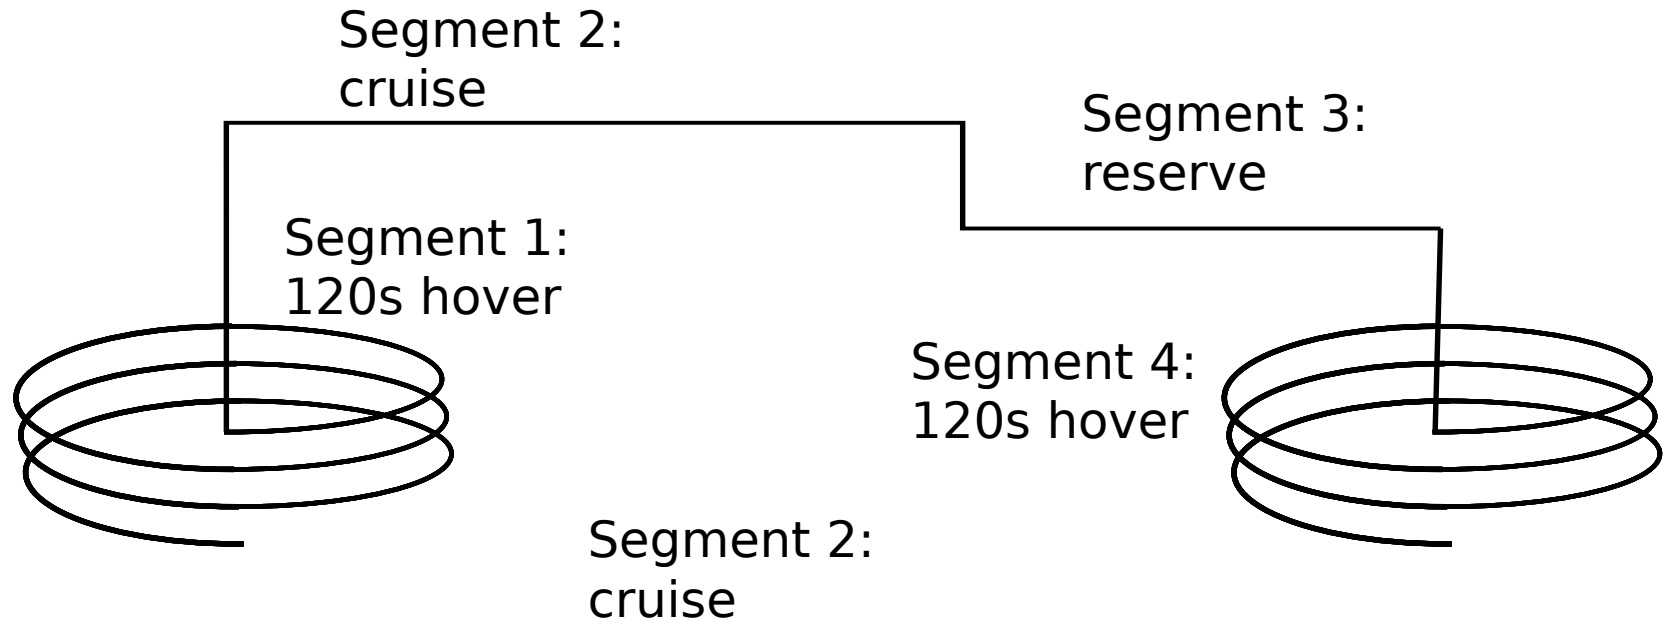 Segment 2:
cruise
Segment 3:
reserve
Segment 1:
120s hover
Segment 4:
120s hover
Segment 2:
cruise